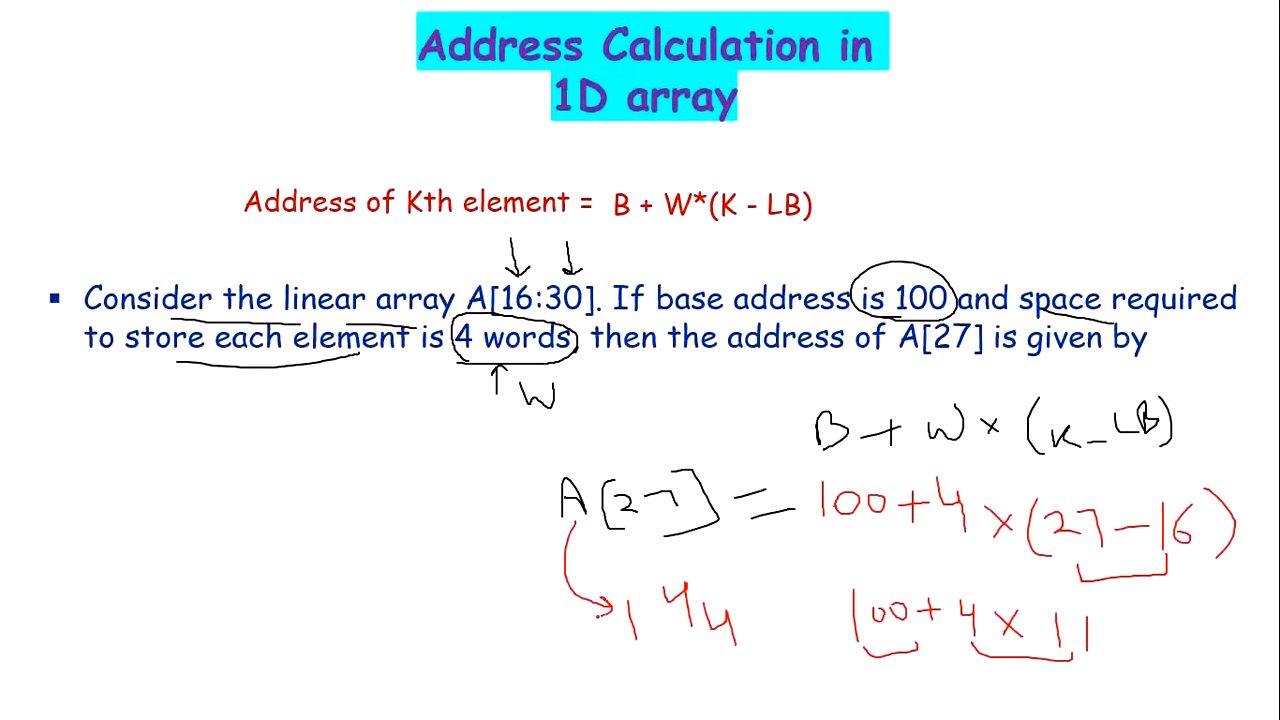 Address Calculation in
1D array
Address of Kth element = B + W*(K - LB)
▪ Consider the linear array A[16:30]. If base address is 100 and space required
to store each element is 4 words, then the address of A[27] is given by
W
B + W × (K - LB)
A[27] = 100 + 4 × (27 - 16)
144 100 + 4 × 11